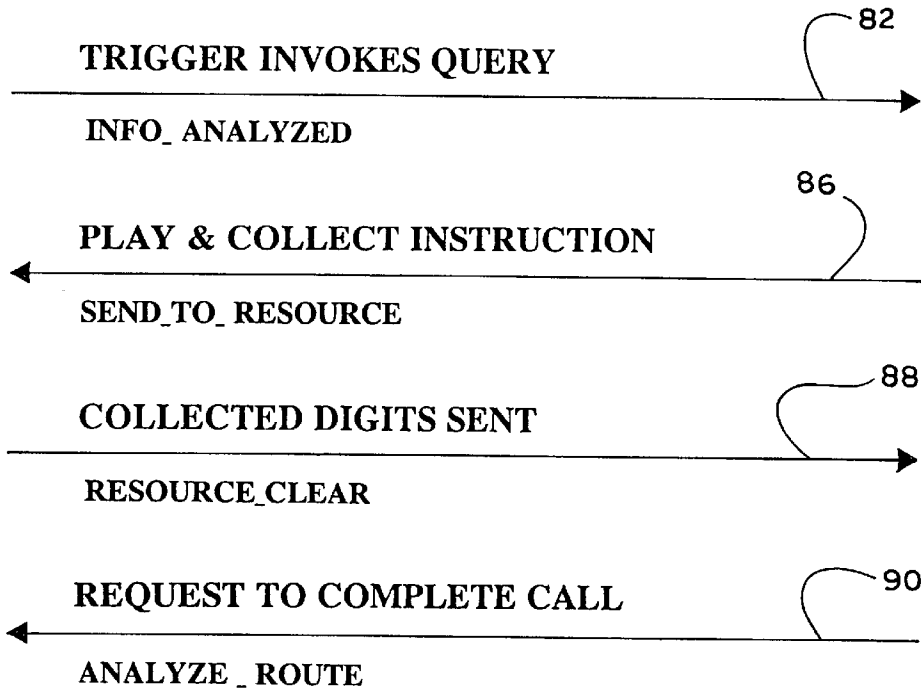 82
TRIGGER INVOKES QUERY
INFO_ ANALYZED
86
PLAY & COLLECT INSTRUCTION
SEND_TO_ RESOURCE
88
COLLECTED DIGITS SENT
RESOURCE_CLEAR
90
REQUEST TO COMPLETE CALL
ANALYZE _ ROUTE